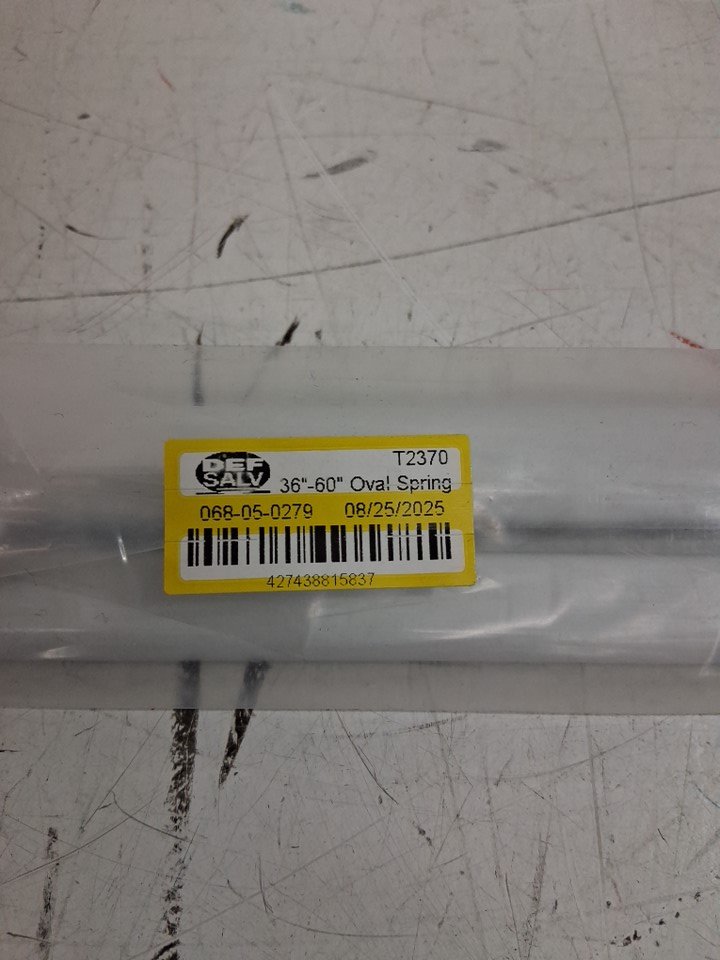 DEF
SALV
T2370
36"-60" Oval Spring
068-05-0279 08/25/2025
427438815837